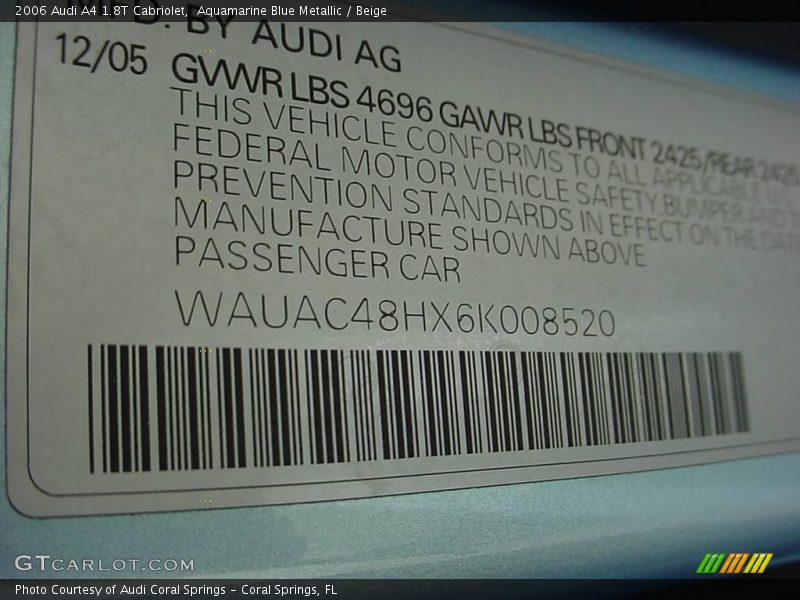 2006 Audi A4 1.8T Cabriolet,  Aquamarine Blue Metallic / Beige
MFD. BY AUDI AG
12/05
GVWR LBS 4696 GAWR LBS FRONT 2425/REAR 2425
THIS VEHICLE CONFORMS TO ALL APPLICABLE
FEDERAL MOTOR VEHICLE SAFETY, BUMPER, AND
PREVENTION STANDARDS IN EFFECT ON THE DATE
MANUFACTURE SHOWN ABOVE
PASSENGER CAR
WAUAC48HX6K008520
GTCARLOT.COM
Photo Courtesy of Audi Coral Springs - Coral Springs, FL